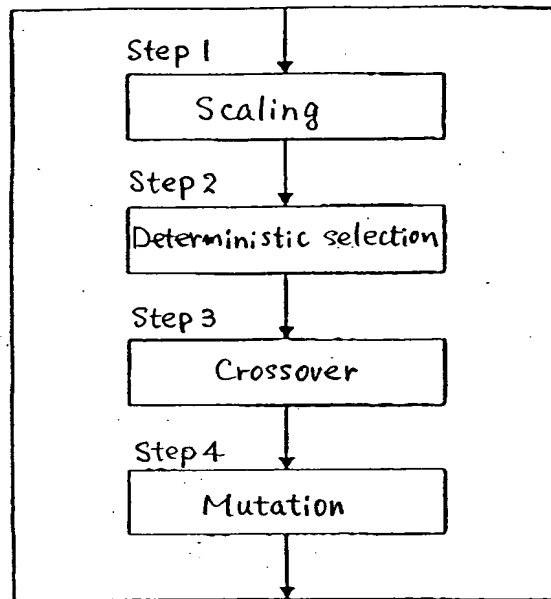 Step 1
Scaling
Step 2
Deterministic selection
Step 3
Crossover
Step 4
Mutation